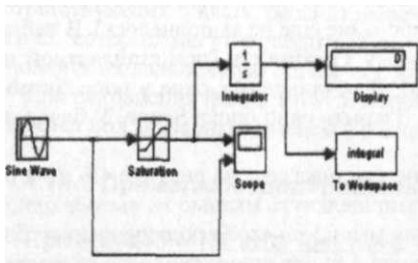 1
s
0
Integrator
Display
integral
Sine Wave
Saturation
Scope
To Workspace